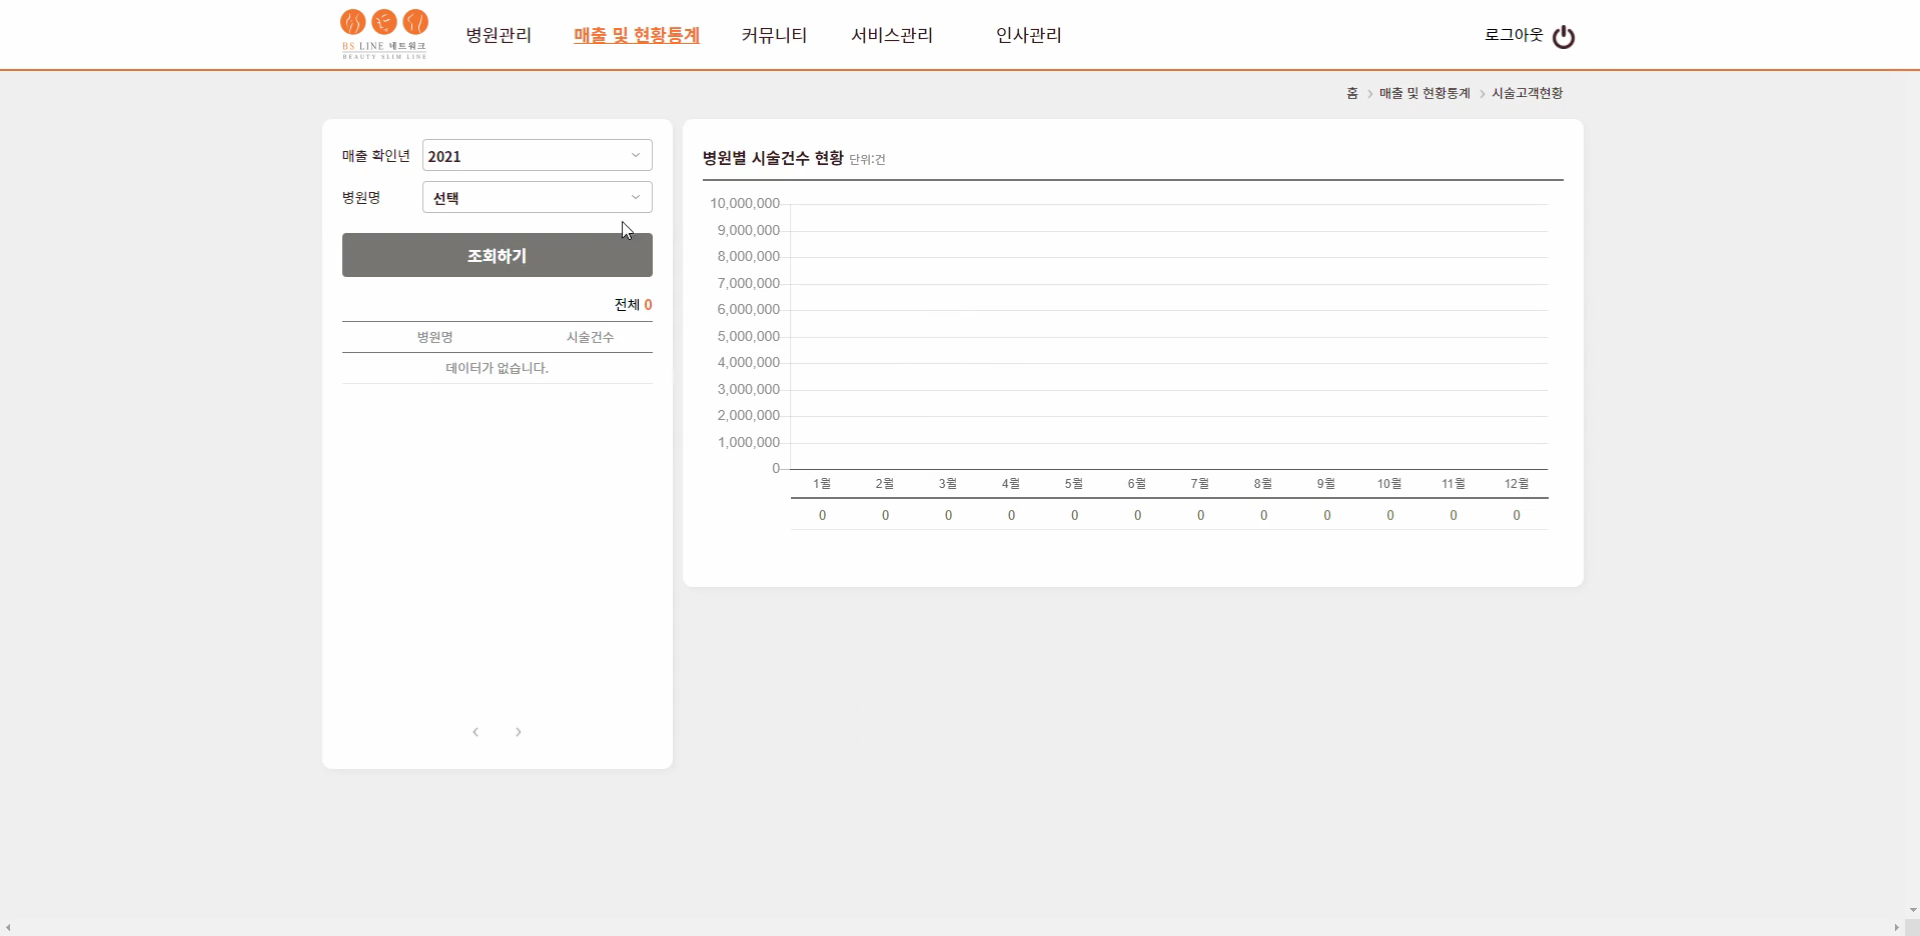 BS LINE 네트워크
BEAUTY SLIM LINE
병원관리
매출 및 현황통계
커뮤니티
서비스관리
인사관리
로그아웃
홈 > 매출 및 현황통계 > 시술고객현황
매출 확인년 2021
병원명 선택
조회하기
전체 0
병원명 시술건수
데이터가 없습니다.
병원별 시술건수 현황 단위:건
10,000,000
9,000,000
8,000,000
7,000,000
6,000,000
5,000,000
4,000,000
3,000,000
2,000,000
1,000,000
0
1월 2월 3월 4월 5월 6월 7월 8월 9월 10월 11월 12월
0 0 0 0 0 0 0 0 0 0 0 0